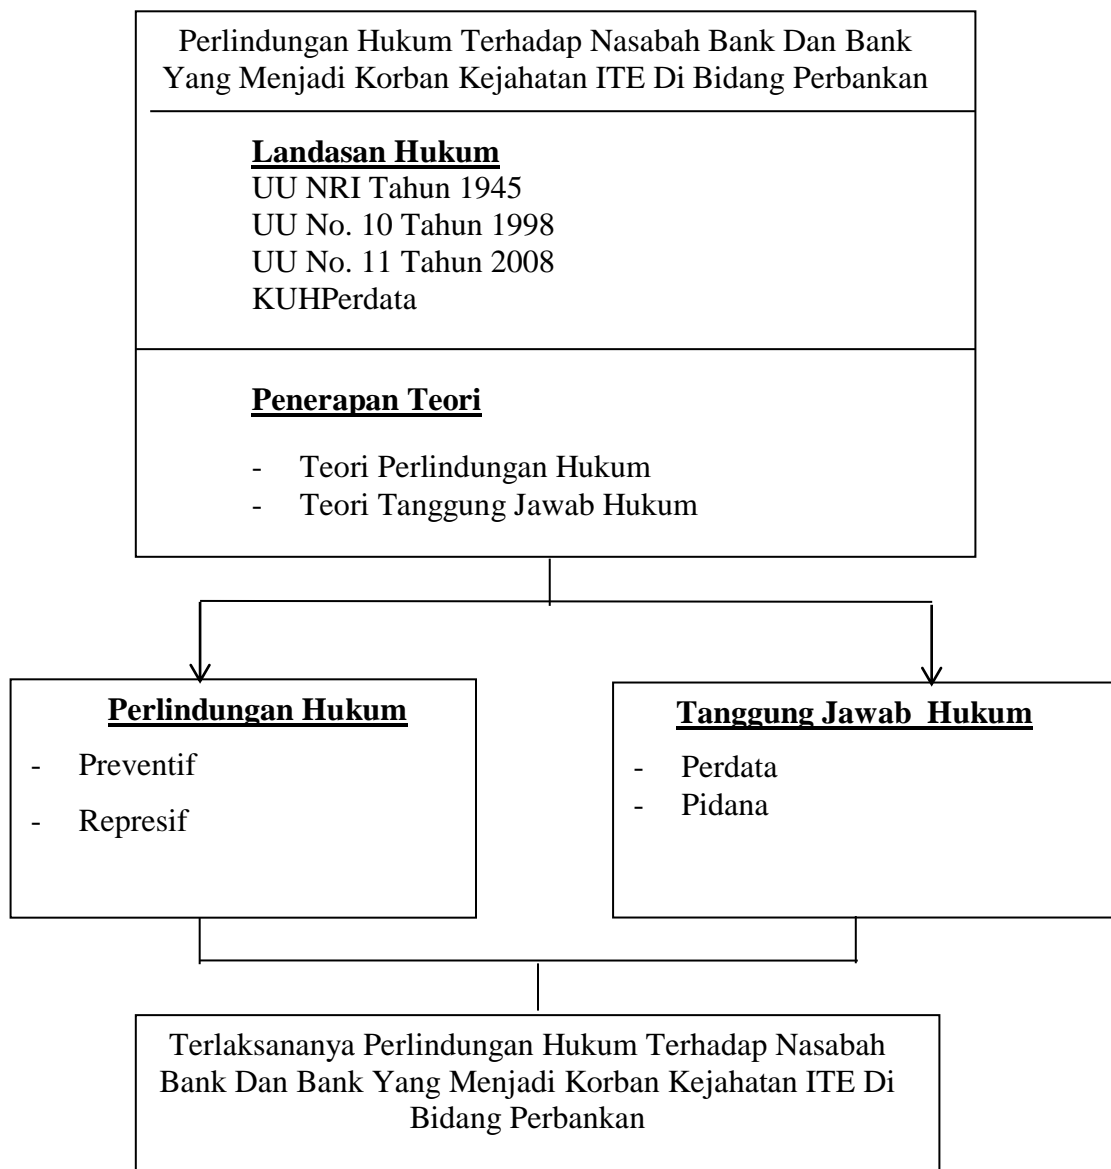 Perlindungan Hukum Terhadap Nasabah Bank Dan Bank
Yang Menjadi Korban Kejahatan ITE Di Bidang Perbankan
Landasan Hukum
UU NRI Tahun 1945
UU No. 10 Tahun 1998
UU No. 11 Tahun 2008
KUHPerdata
Penerapan Teori
- Teori Perlindungan Hukum
- Teori Tanggung Jawab Hukum
Perlindungan Hukum
- Preventif
- Represif
Tanggung Jawab Hukum
- Perdata
- Pidana
Terlaksananya Perlindungan Hukum Terhadap Nasabah
Bank Dan Bank Yang Menjadi Korban Kejahatan ITE Di
Bidang Perbankan